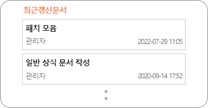 최근갱신문서
패치 모음
관리자 2022-07-29 11:05
일반 상식 문서 작성
관리자 2020-09-14 17:52